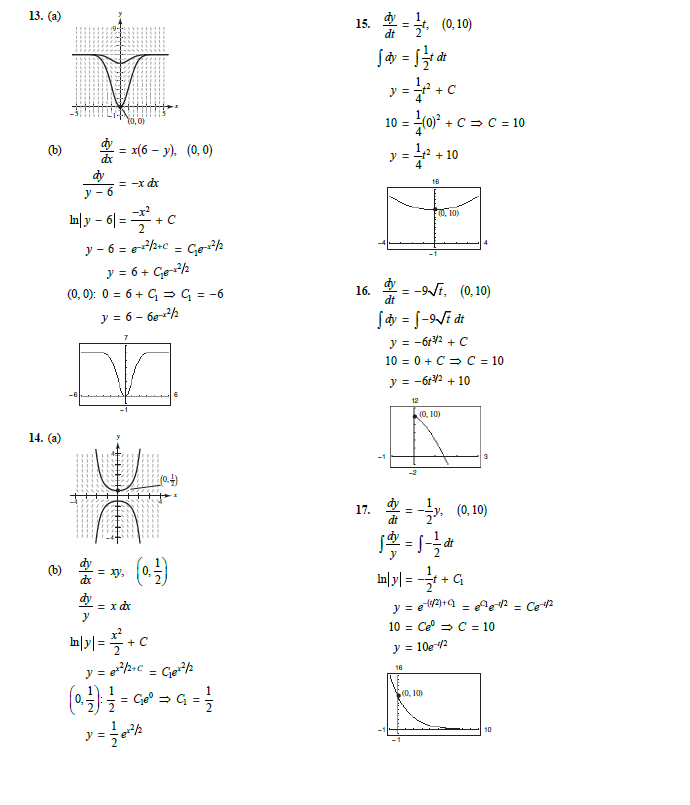 13. (a)
y
9
−5
5
x
−1
(0, 0)
(b) dy/dx = x(6 − y), (0, 0)
dy/(y − 6) = −x dx
ln|y − 6| = −x²/2 + C
y − 6 = e^(−x²/2+C) = C₁e^(−x²/2)
y = 6 + C₁e^(−x²/2)
(0, 0): 0 = 6 + C₁ ⇒ C₁ = −6
y = 6 − 6e^(−x²/2)
7
−6
6
−1
14. (a)
y
4
(0, 1/2)
−4
4
x
−4
(b) dy/dx = xy, (0, 1/2)
dy/y = x dx
ln|y| = x²/2 + C
y = e^(x²/2+C) = C₁e^(x²/2)
(0, 1/2): 1/2 = C₁e⁰ ⇒ C₁ = 1/2
y = 1/2 e^(x²/2)
15. dy/dt = 1/2 t, (0, 10)
∫dy = ∫1/2 t dt
y = 1/4 t² + C
10 = 1/4 (0)² + C ⇒ C = 10
y = 1/4 t² + 10
16
(0, 10)
−4
4
−1
16. dy/dt = −9√t, (0, 10)
∫dy = ∫−9√t dt
y = −6t^(3/2) + C
10 = 0 + C ⇒ C = 10
y = −6t^(3/2) + 10
12
(0, 10)
−1
3
−2
17. dy/dt = −1/2 y, (0, 10)
∫dy/y = ∫−1/2 dt
ln|y| = −1/2 t + C₁
y = e^(−(t/2)+C₁) = e^(C₁)e^(−t/2) = Ce^(−t/2)
10 = Ce⁰ ⇒ C = 10
y = 10e^(−t/2)
16
(0, 10)
−1
10
−1